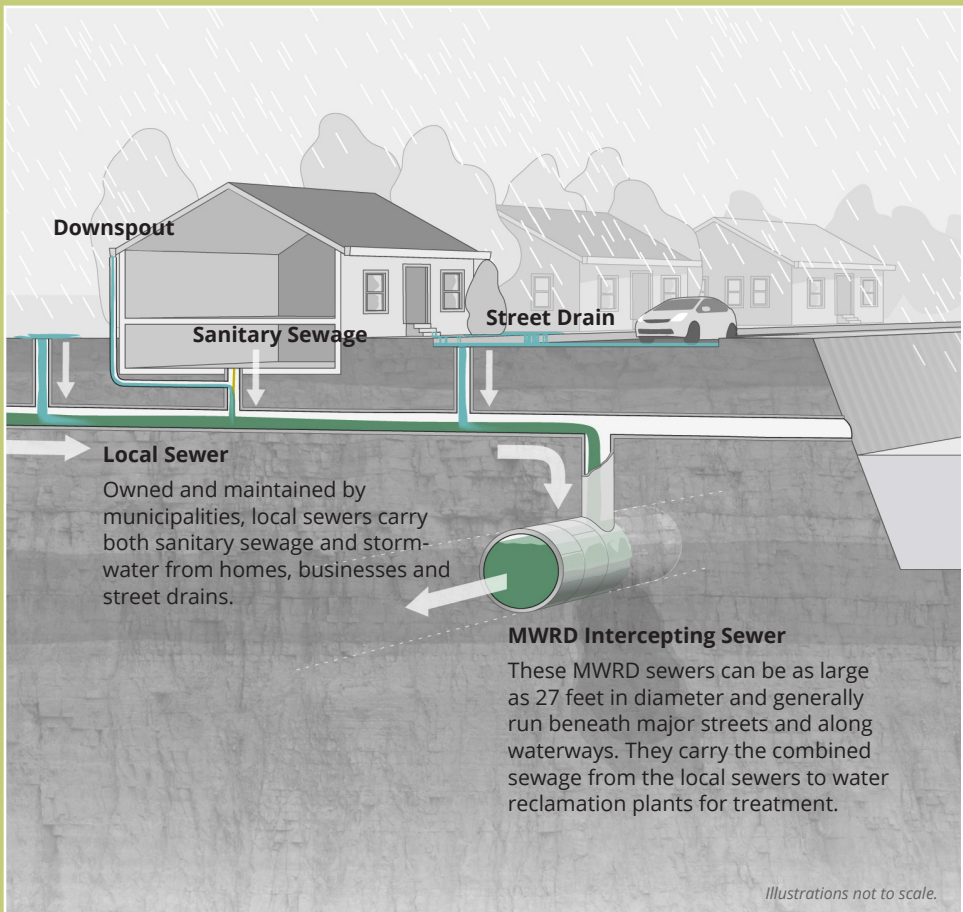 Downspout
Sanitary Sewage
Street Drain
Local Sewer
Owned and maintained by
municipalities, local sewers carry
both sanitary sewage and storm-
water from homes, businesses and
street drains.
MWRD Intercepting Sewer
These MWRD sewers can be as large
as 27 feet in diameter and generally
run beneath major streets and along
waterways. They carry the combined
sewage from the local sewers to water
reclamation plants for treatment.
Illustrations not to scale.